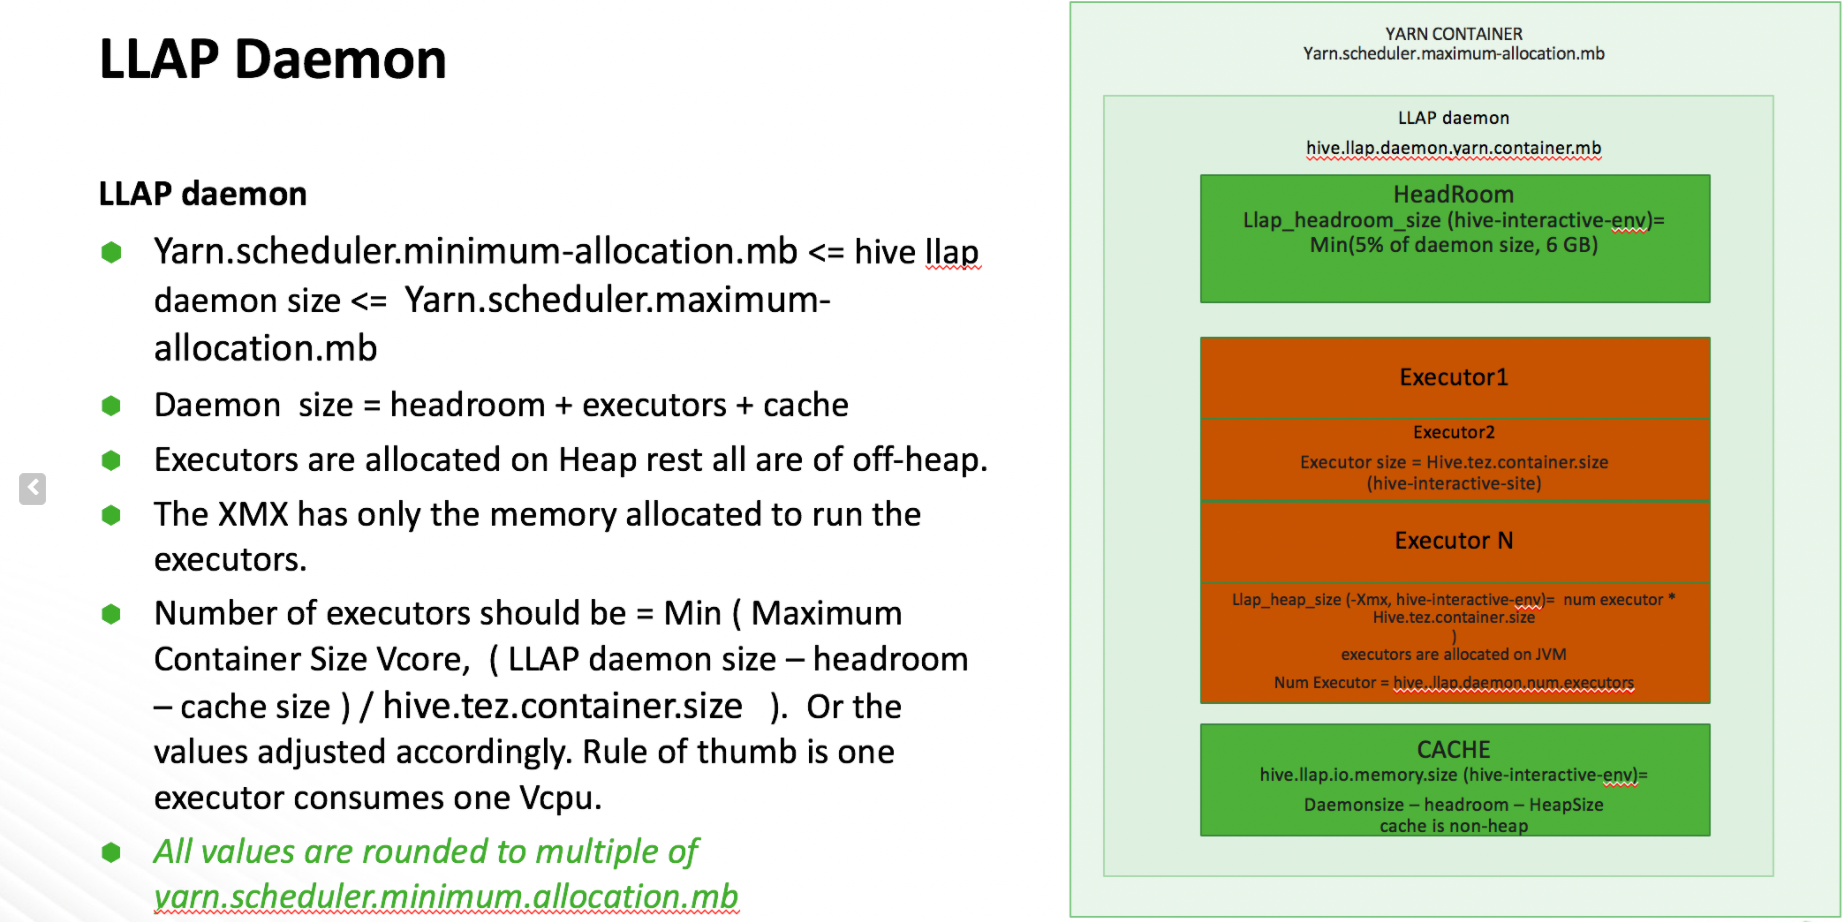 LLAP Daemon
LLAP daemon
Yarn.scheduler.minimum-allocation.mb <= hive llap
daemon size <= Yarn.scheduler.maximum-
allocation.mb
Daemon size = headroom + executors + cache
Executors are allocated on Heap rest all are of off-heap.
The XMX has only the memory allocated to run the
executors.
Number of executors should be = Min ( Maximum
Container Size Vcore, ( LLAP daemon size – headroom
– cache size ) / hive.tez.container.size ). Or the
values adjusted accordingly. Rule of thumb is one
executor consumes one Vcpu.
All values are rounded to multiple of
yarn.scheduler.minimum.allocation.mb
YARN CONTAINER
Yarn.scheduler.maximum-allocation.mb
LLAP daemon
hive.llap.daemon.yarn.container.mb
HeadRoom
Llap_headroom_size (hive-interactive-env)=
Min(5% of daemon size, 6 GB)
Executor1
Executor2
Executor size = Hive.tez.container.size
(hive-interactive-site)
Executor N
Llap_heap_size (-Xmx, hive-interactive-env)= num executor *
Hive.tez.container.size
)
executors are allocated on JVM
Num Executor = hive..llap.daemon.num.executors
CACHE
hive.llap.io.memory.size (hive-interactive-env)=
Daemonsize – headroom – HeapSize
cache is non-heap